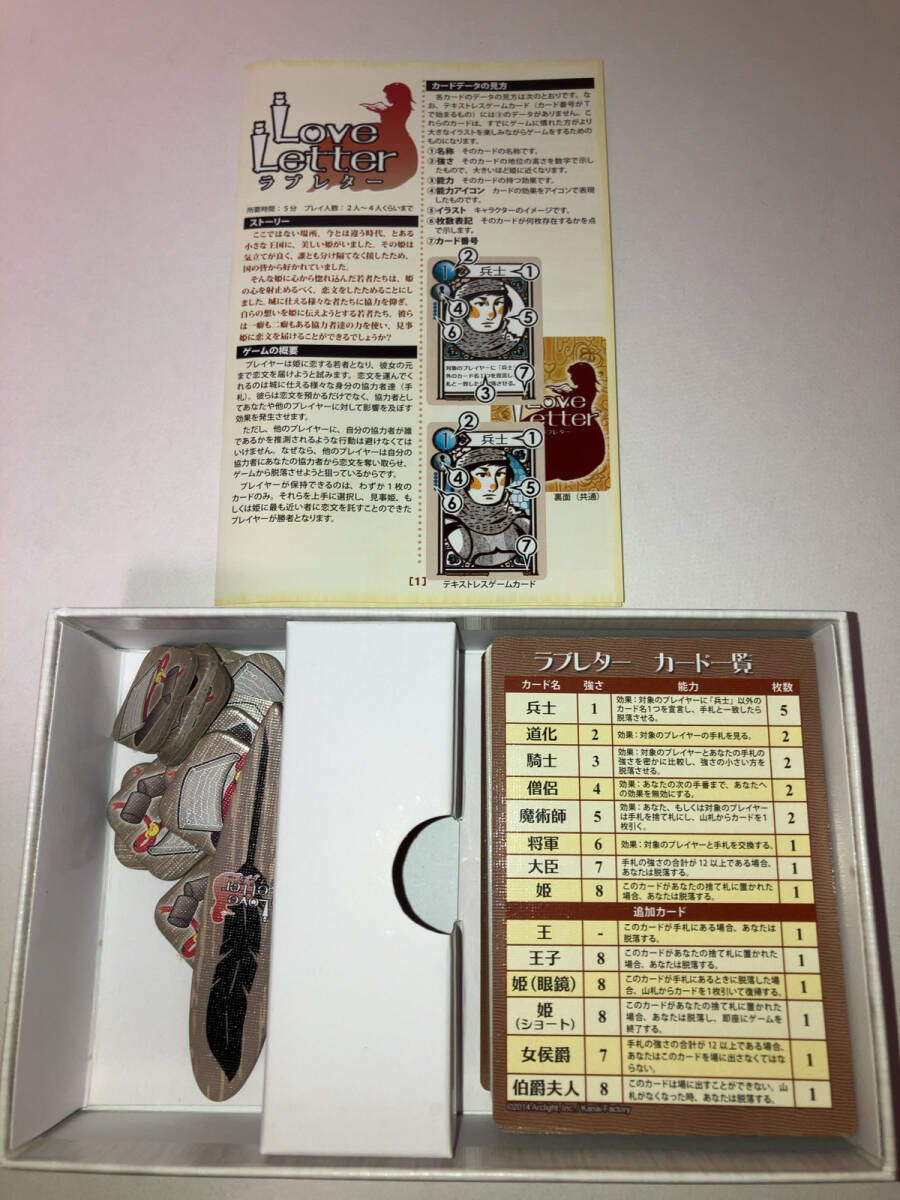 Love
Letter
ラブレター
所要時間：５分　プレイ人数：２人〜４人くらいまで
ストーリー
ここではない場所、今とは違う時代、とある
小さな王国に、美しい姫がいました。その姫は
気立てが良く、誰とも分け隔てなく接したため、
国の皆から好かれていました。
そんな姫に心から惚れ込んだ若者たちは、姫
の心を射止めるべく、恋文をしたためることにし
ました。城に仕える様々な者たちに協力を仰ぎ、
自らの想いを姫に伝えようとする若者たち。彼ら
は一癖も二癖もある協力者達の力を使い、見事
姫に恋文を届けることができるでしょうか？
ゲームの概要
プレイヤーは姫に恋する若者となり、彼女の元
まで恋文を届けようと試みます。恋文を運んでく
れるのは城に仕える様々な身分の協力者達（手
札）。彼らは恋文を預かるだけでなく、協力者とし
てあなたや他のプレイヤーに対して影響を及ぼす
効果を発生させます。
ただし、他のプレイヤーに、自分の協力者が誰
であるかを推測されるような行動は避けなくては
いけません。なぜなら、他のプレイヤーは自分の
協力者にあなたの協力者から恋文を奪い取らせ、
ゲームから脱落させようと狙っているからです。
プレイヤーが保持できるのは、わずか１枚の
カードのみ。それらを上手に選択し、見事姫、も
しくは姫に最も近い者に恋文を託すことのできた
プレイヤーが勝者となります。
[1]
カードデータの見方
各カードのデータの見方は次のとおりです。な
お、テキストレスゲームカード（カード番号がT
で始まるもの）には③のデータがありません。こ
れらのカードは、すでにゲームに慣れた方がより
大きなイラストを楽しみながらゲームをするための
ものになります。
①名称　そのカードの名称です。
②強さ　そのカードの地位の高さを数字で示し
たもので、大きいほど姫に近くなります。
③能力　そのカードの持つ効果です。
④能力アイコン　カードの効果をアイコンで表現
したものです。
⑤イラスト　キャラクターのイメージです。
⑥枚数表記　そのカードが何枚存在するかを点
で示します。
⑦カード番号
②
1 兵士 ①
④
⑥ ⑤
⑦
③
Love
Letter
裏面（共通）
②
1 兵士 ①
④
⑥ ⑤
⑦
テキストレスゲームカード
Love
Letter
ラブレター　カード一覧
カード名 強さ 能力 枚数
兵士 1 効果：対象のプレイヤーに「兵士」以外の
カード名1つを宣言し、手札と一致したら
脱落させる。 5
道化 2 効果：対象のプレイヤーの手札を見る。 2
騎士 3 効果：対象のプレイヤーとあなたの手札の
強さを密かに比較し、強さの小さい方を
脱落させる。 2
僧侶 4 効果：あなたの次の手番まで、あなたへ
の効果を無効にする。 2
魔術師 5 効果：あなた、もしくは対象のプレイヤー
は手札を捨て札にし、山札からカードを1
枚引く。 2
将軍 6 効果：対象のプレイヤーと手札を交換する。 1
大臣 7 手札の強さの合計が 12 以上である場合、
あなたは脱落する。 1
姫 8 このカードがあなたの捨て札に置かれた
場合、あなたは脱落する。 1
追加カード
王 - このカードが手札にある場合、あなたは
脱落する。 1
王子 8 このカードがあなたの捨て札に置かれた
場合、あなたは脱落する。 1
姫（眼鏡） 8 このカードが手札にあるときに脱落した場
合、山札からカードを1枚引いて復帰する。 1
姫
（ショート） 8 このカードがあなたの捨て札に置かれた
場合、あなたは脱落し、即座にゲームを
終了する。 1
女侯爵 7 手札の強さの合計が 12 以上である場合、
あなたはこのカードを場に出さなくてはな
らない。 1
伯爵夫人 8 このカードは場に出すことができない。山
札がなくなった時、あなたは脱落する。 1
©2014 Arclight, Inc. / Kanai Factory